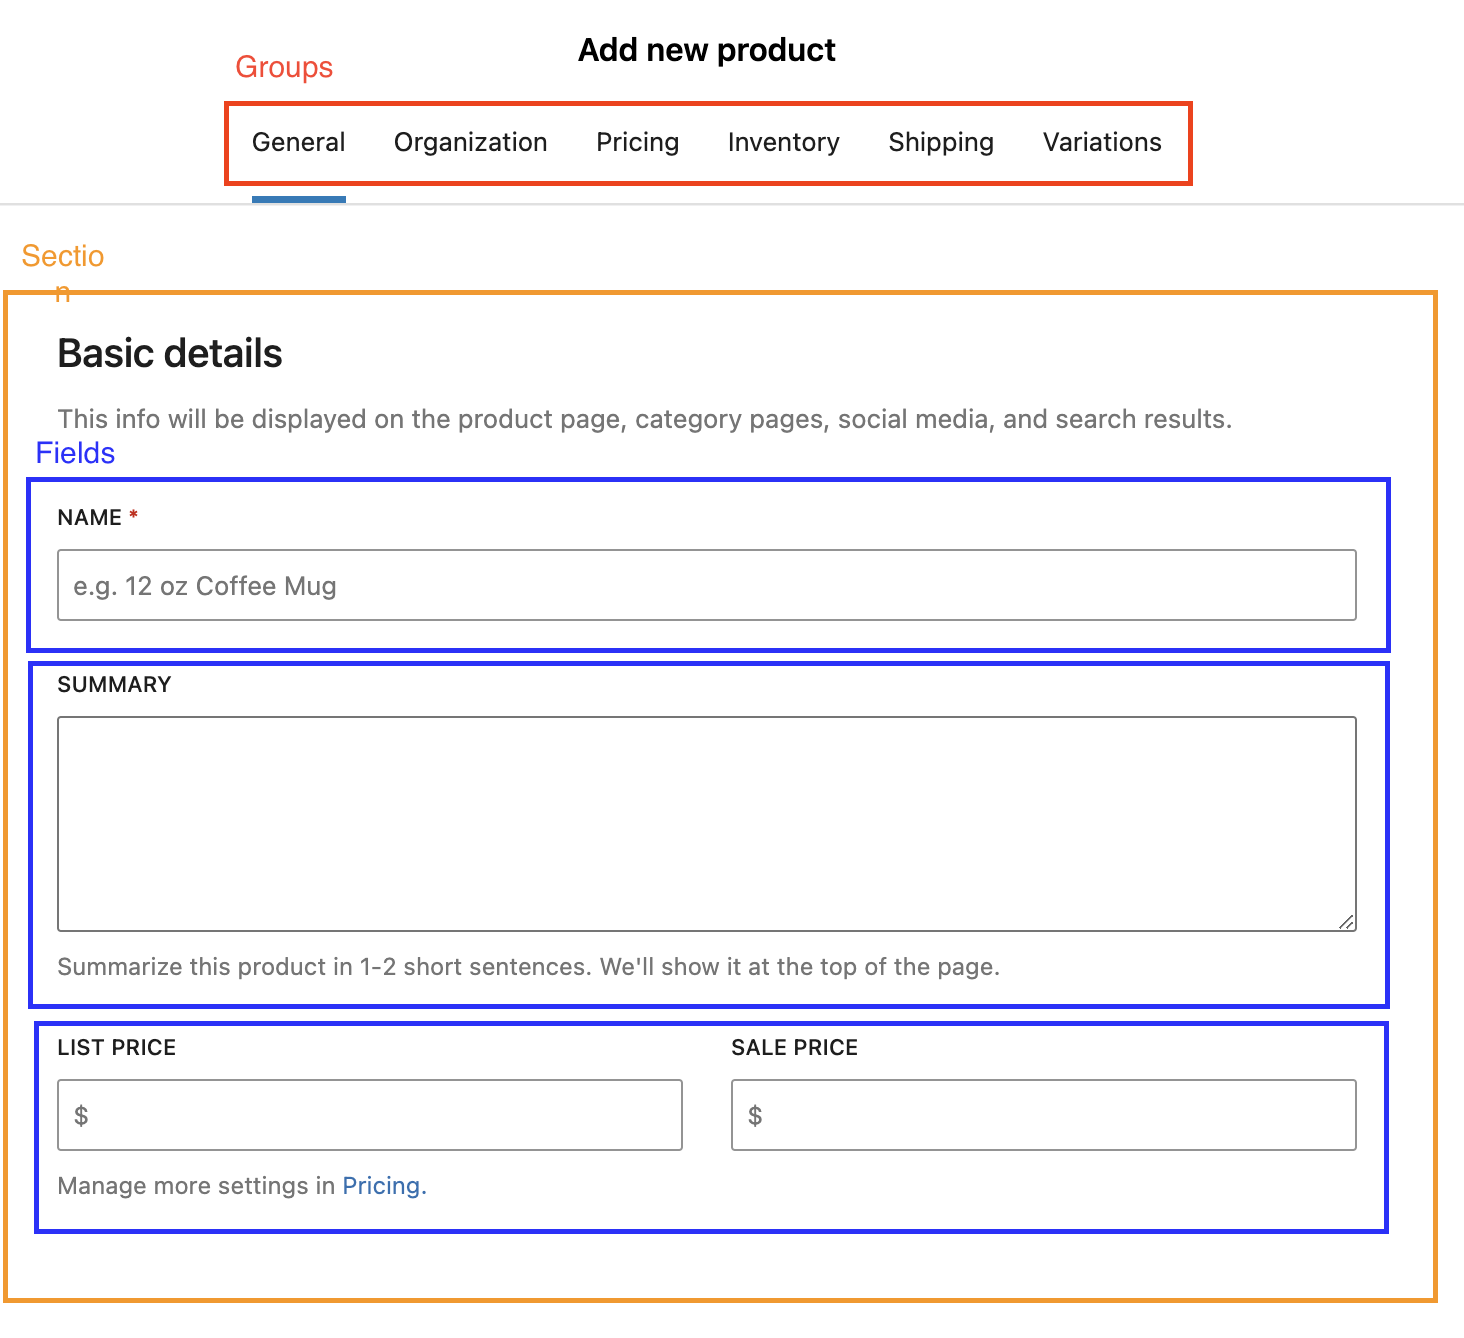 Add new product
Groups
General Organization Pricing Inventory Shipping Variations
Sectio
n
Basic details
This info will be displayed on the product page, category pages, social media, and search results.
Fields
NAME *
e.g. 12 oz Coffee Mug
SUMMARY
Summarize this product in 1-2 short sentences. We'll show it at the top of the page.
LIST PRICE SALE PRICE
$ $
Manage more settings in Pricing.